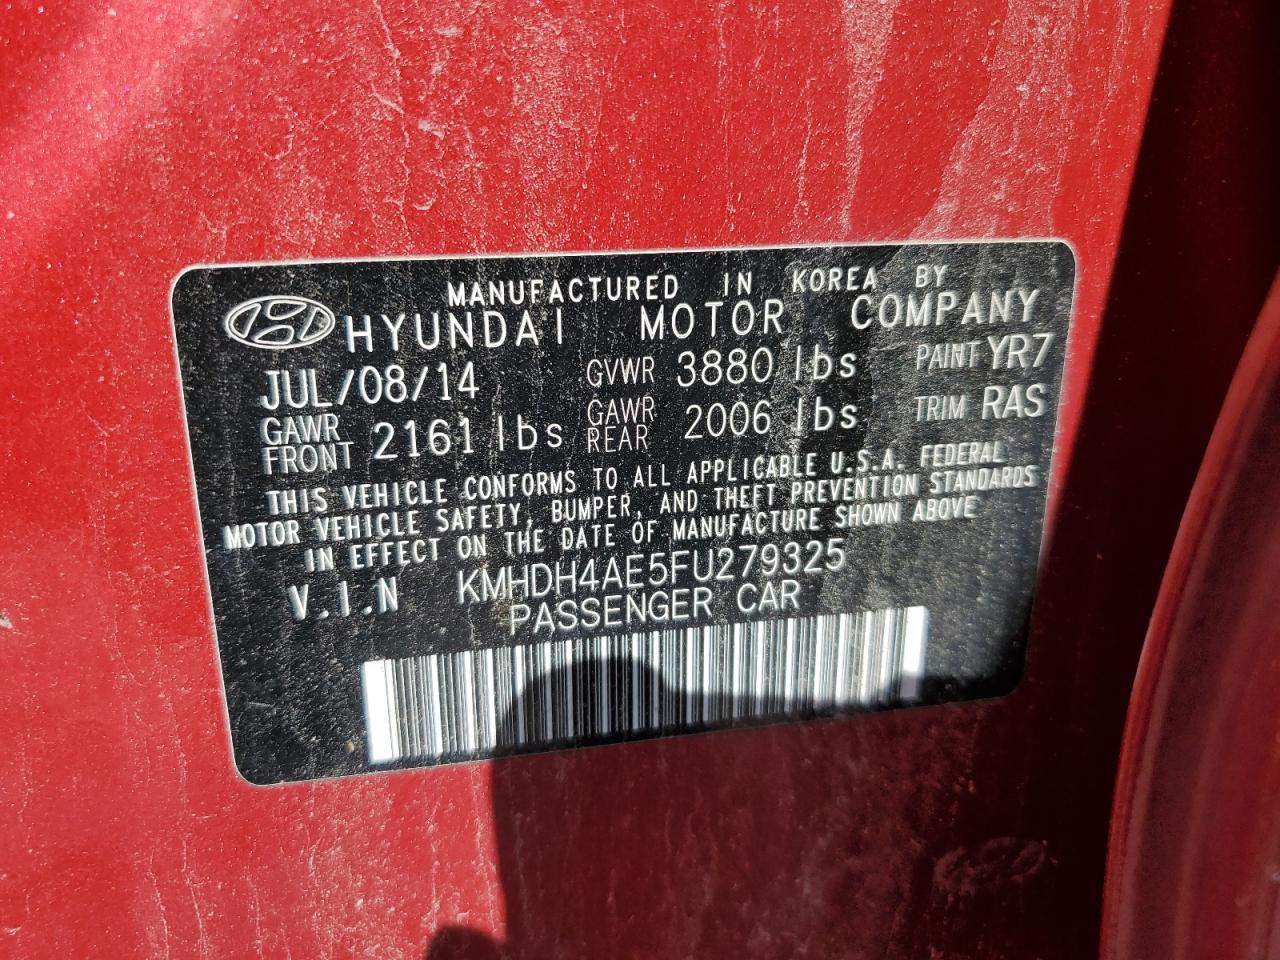 MANUFACTURED IN KOREA BY
HYUNDAI MOTOR COMPANY
JUL/08/14 GVWR 3880 lbs PAINT YR7
GAWR FRONT 2161 lbs GAWR REAR 2006 lbs TRIM RAS
THIS VEHICLE CONFORMS TO ALL APPLICABLE U.S.A. FEDERAL
MOTOR VEHICLE SAFETY, BUMPER, AND THEFT PREVENTION STANDARDS
IN EFFECT ON THE DATE OF MANUFACTURE SHOWN ABOVE
V.I.N KMHDH4AE5FU279325
PASSENGER CAR